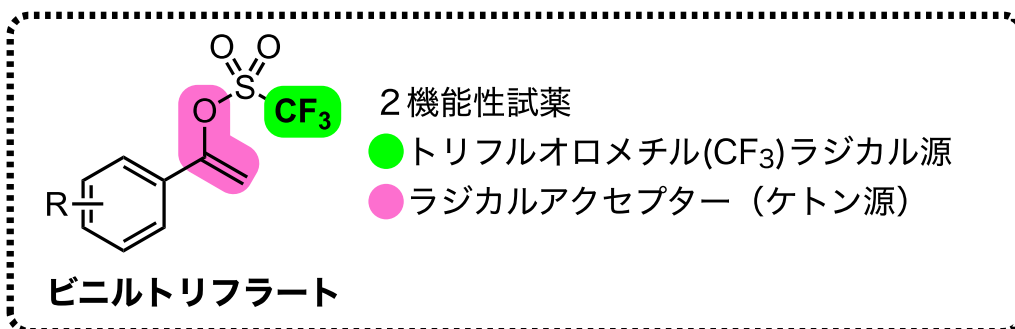 O O
S
O CF3
R
２機能性試薬
トリフルオロメチル(CF3)ラジカル源
ラジカルアクセプター（ケトン源）
ビニルトリフラート